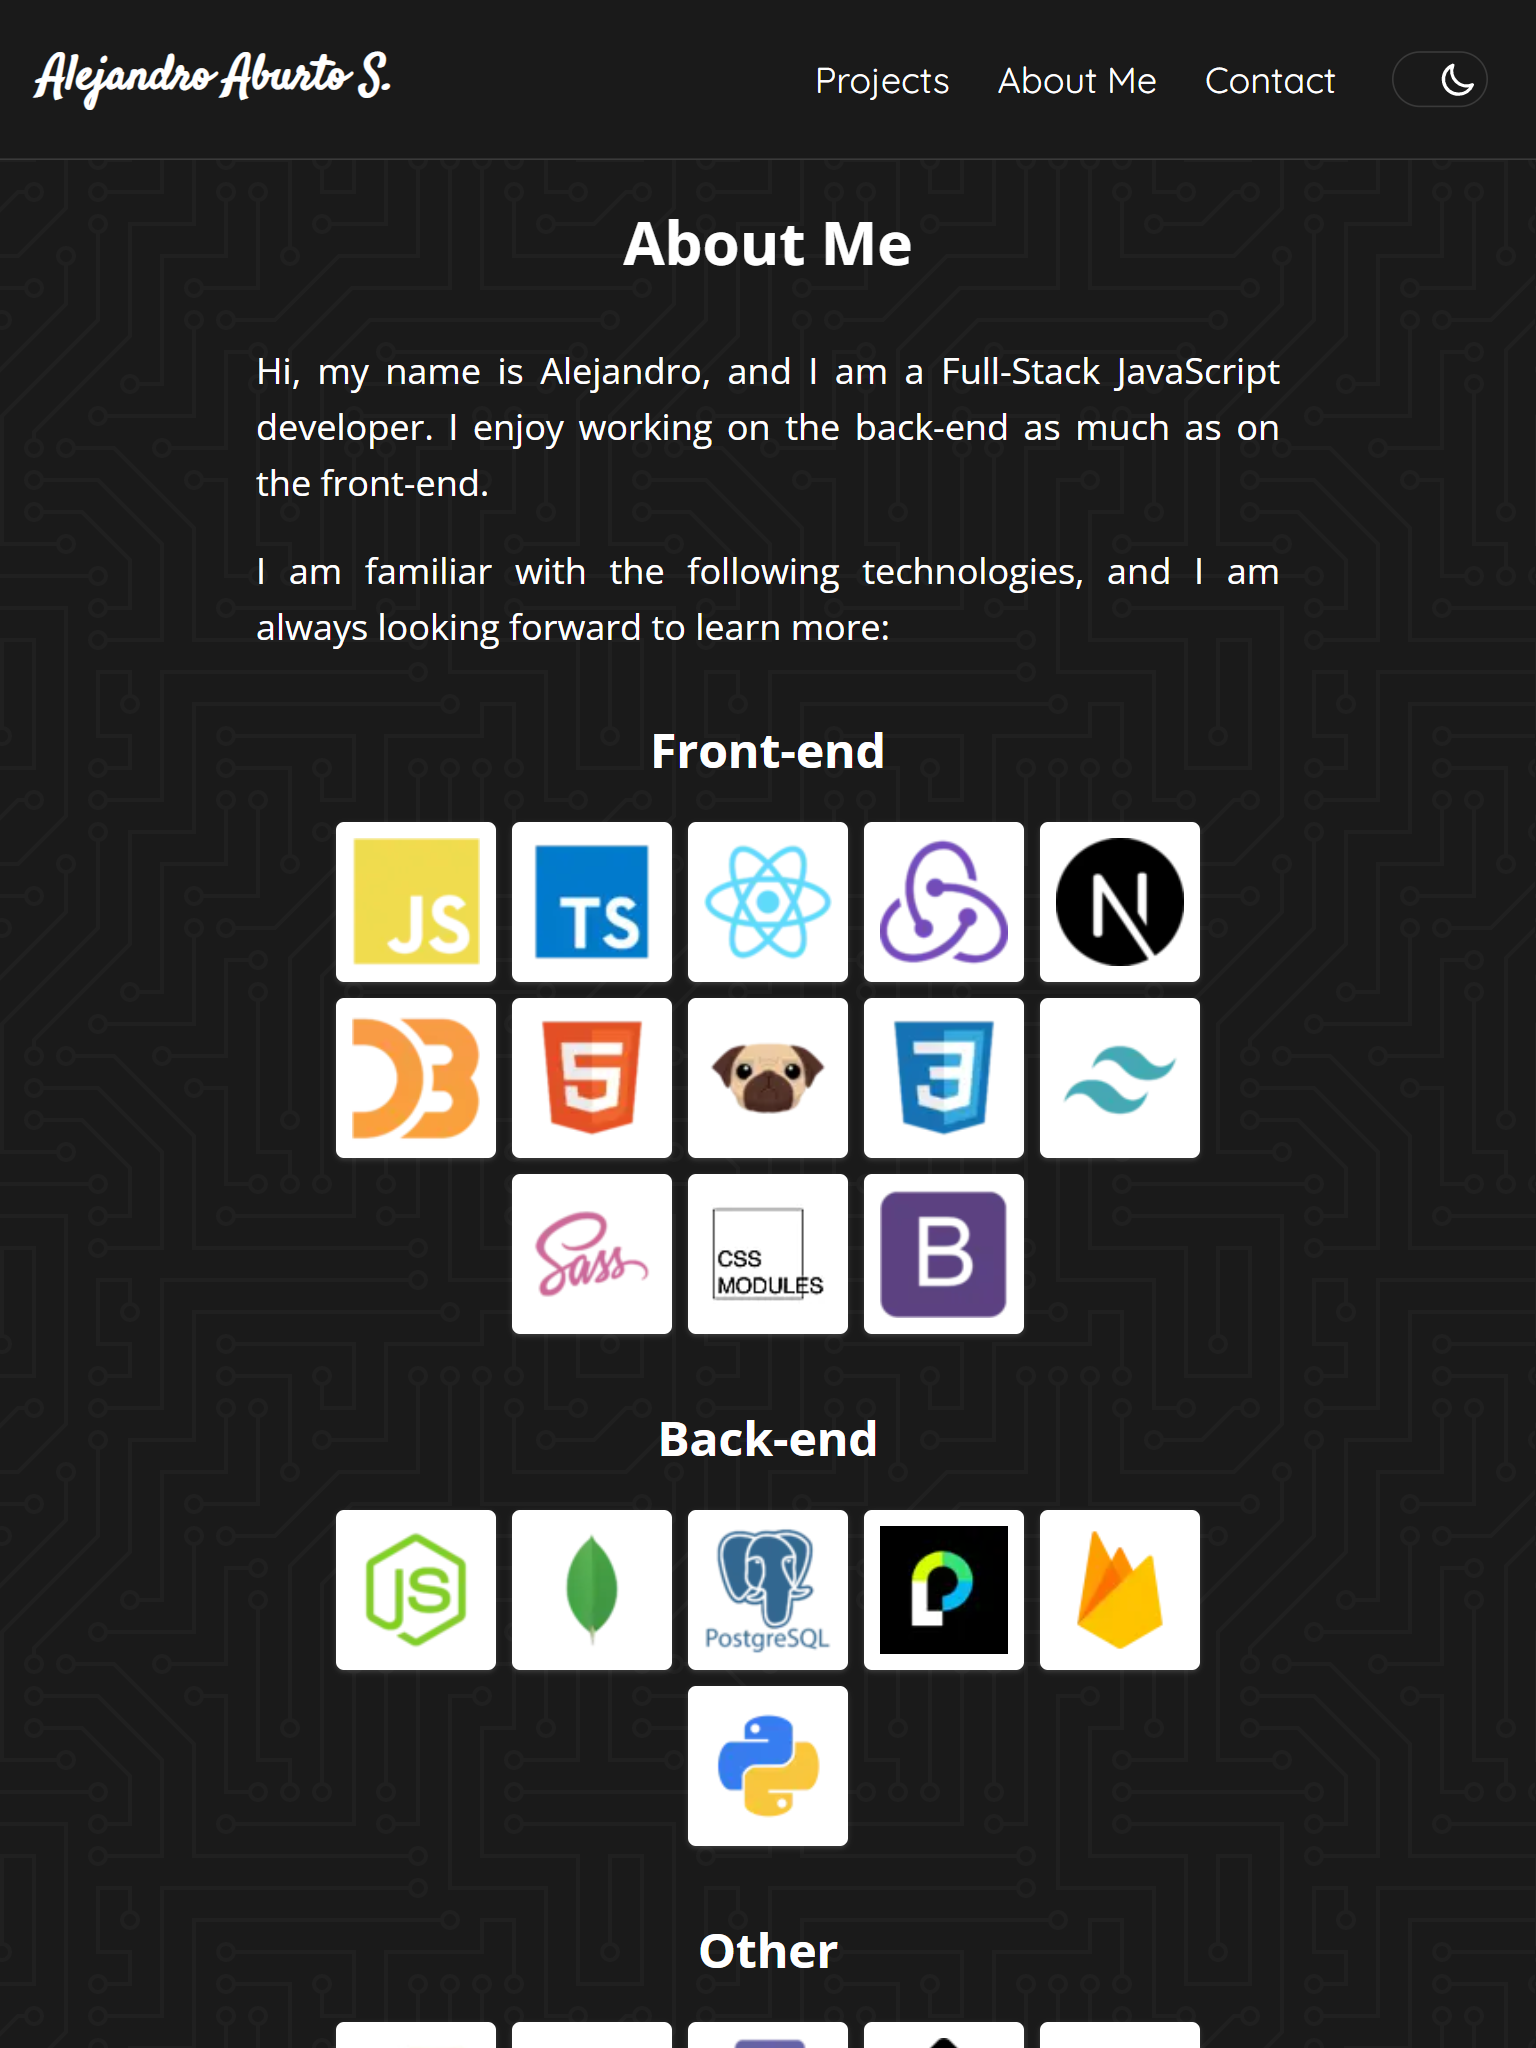 Alejandro Aburto S.
Projects
About Me
Contact
About Me
Hi, my name is Alejandro, and I am a Full-Stack JavaScript
developer. I enjoy working on the back-end as much as on
the front-end.
I am familiar with the following technologies, and I am
always looking forward to learn more:
Front-end
JS
TS
N
5
3
Sass
CSS
MODULES
B
Back-end
JS
PostgreSQL
P
Other